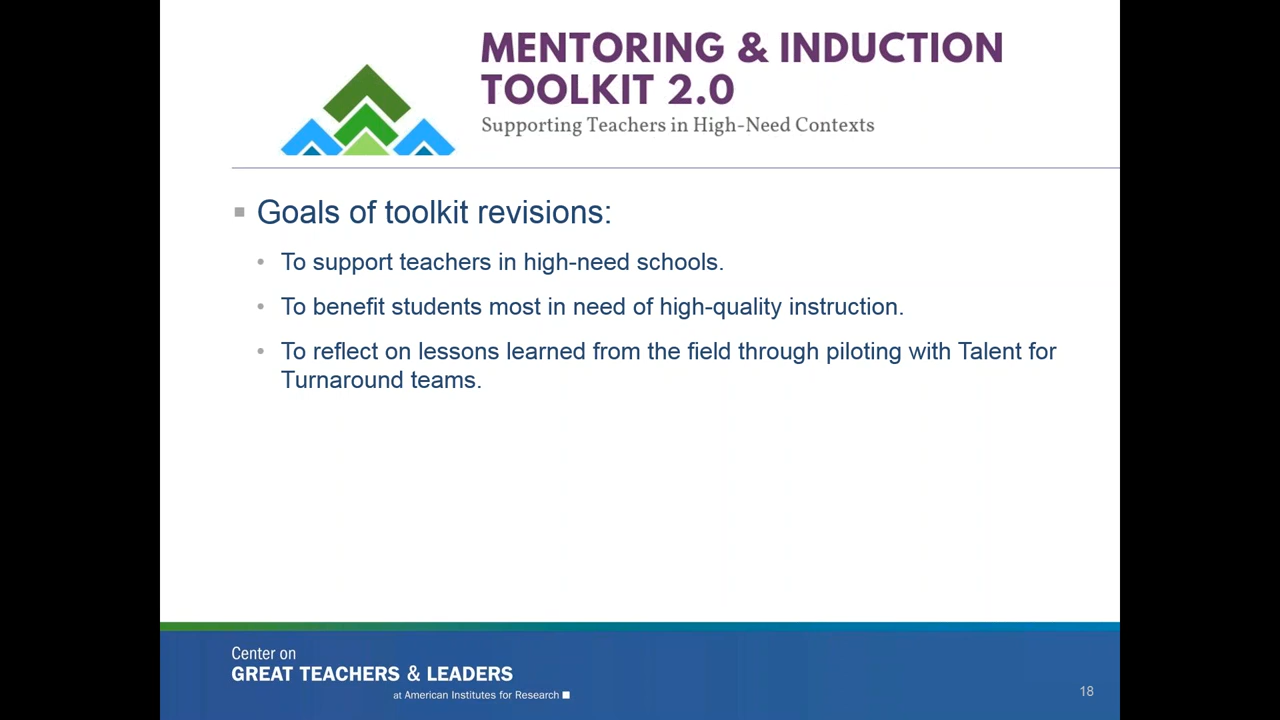 MENTORING & INDUCTION
TOOLKIT 2.0
Supporting Teachers in High-Need Contexts
Goals of toolkit revisions:
To support teachers in high-need schools.
To benefit students most in need of high-quality instruction.
To reflect on lessons learned from the field through piloting with Talent for
Turnaround teams.
Center on
GREAT TEACHERS & LEADERS
at American Institutes for Research
18